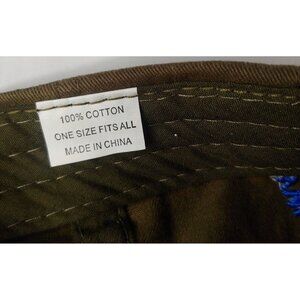 100% COTTON
ONE SIZE FITS ALL
MADE IN CHINA